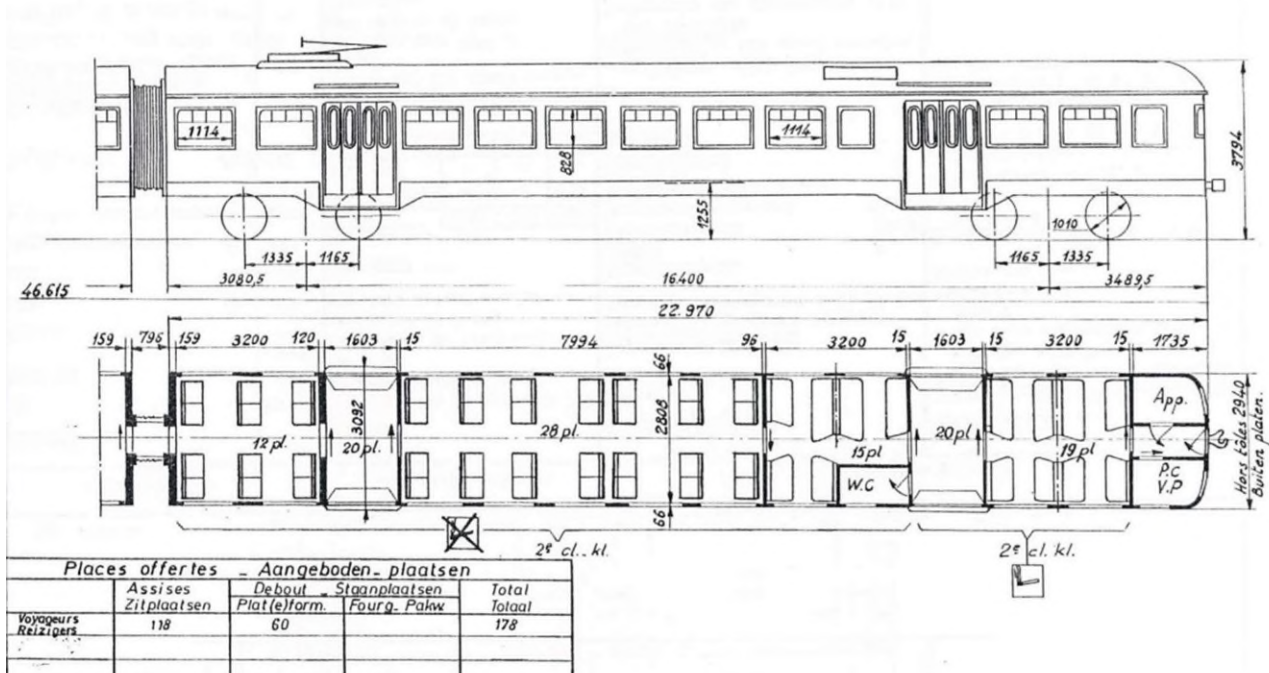 1114
828
1114
3794
1255
1010
1335 1165
1165 1335
3080,5
16.400
3489,5
46.615
22.970
159 796 159 3200 120 1603 15 7994 96 3200 15 1603 15 3200 15 1735
66
3092
2808
66
12 pl.
20 pl.
28 pl.
15 pl
20 pl
19 pl
W.C
App.
P.C
V.P
Hors tôles 2940
Buiten platen.
2e cl. kl.
2e cl. kl.
Places offertes _ Aangeboden_ plaatsen
Assises Debout _ Staanplaatsen Total
Zitplaatsen Plat(e)form. Fourg_ Pakw. Totaal
Voyageurs 118 60 178
Reizigers